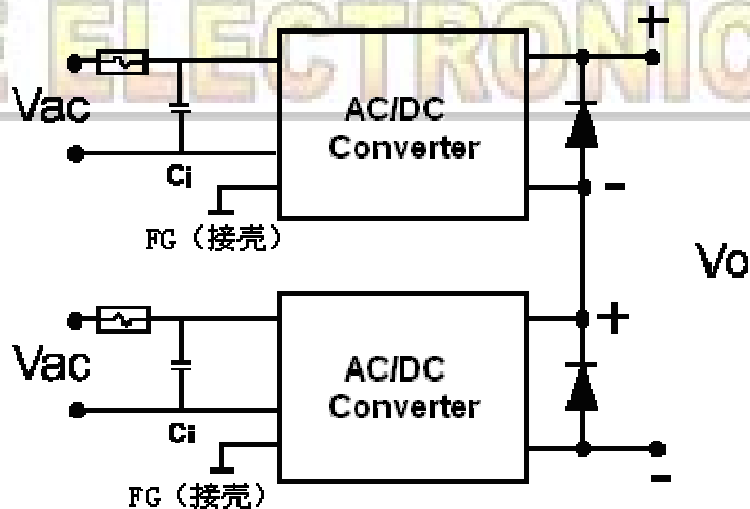 E ELECTRONIC
+
Vac
AC/DC
Converter
Ci
-
FG（接壳）
Vo
+
Vac
AC/DC
Converter
Ci
FG（接壳）
-